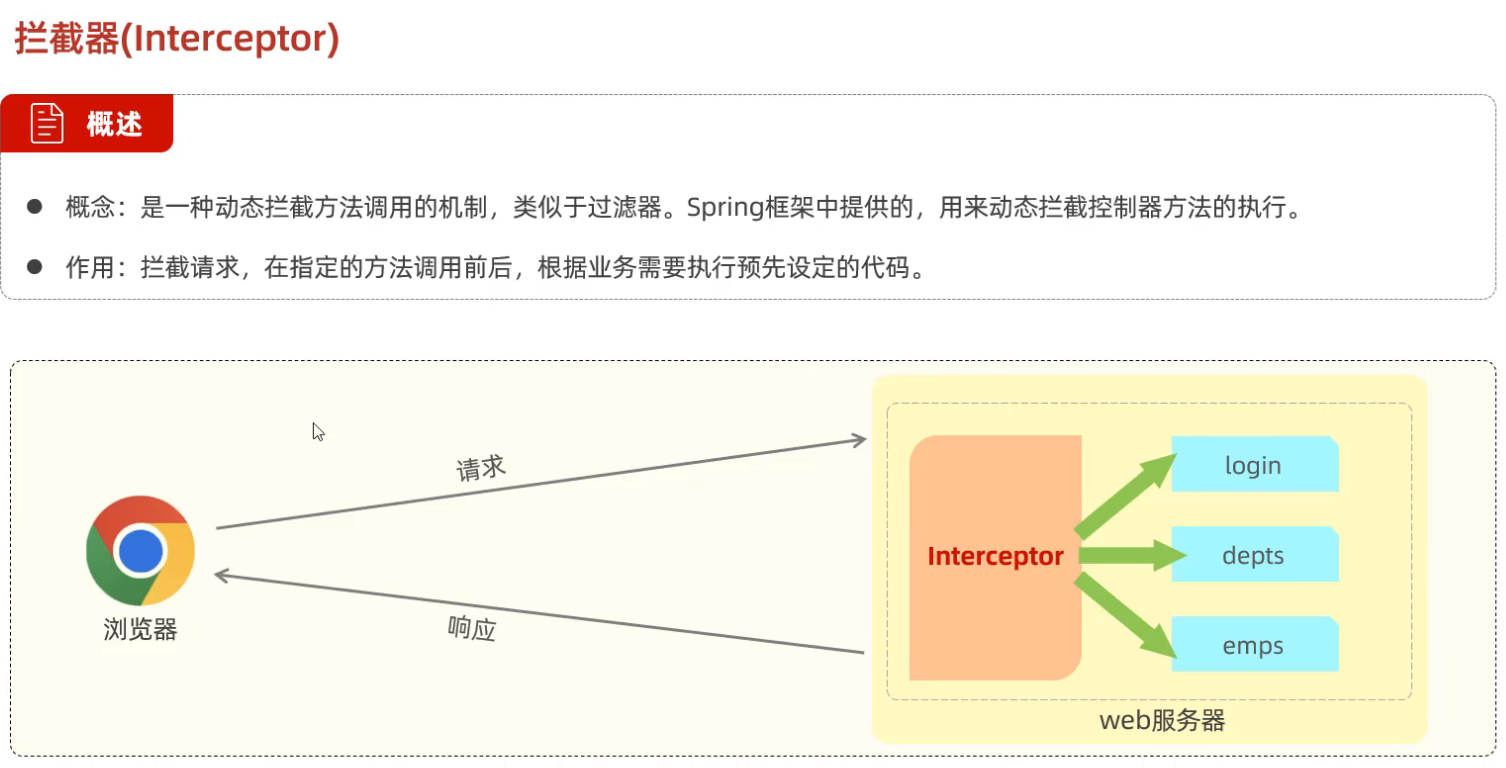 拦截器(Interceptor)
概述
概念：是一种动态拦截方法调用的机制，类似于过滤器。Spring框架中提供的，用来动态拦截控制器方法的执行。
作用：拦截请求，在指定的方法调用前后，根据业务需要执行预先设定的代码。
请求
响应
浏览器
Interceptor
login
depts
emps
web服务器